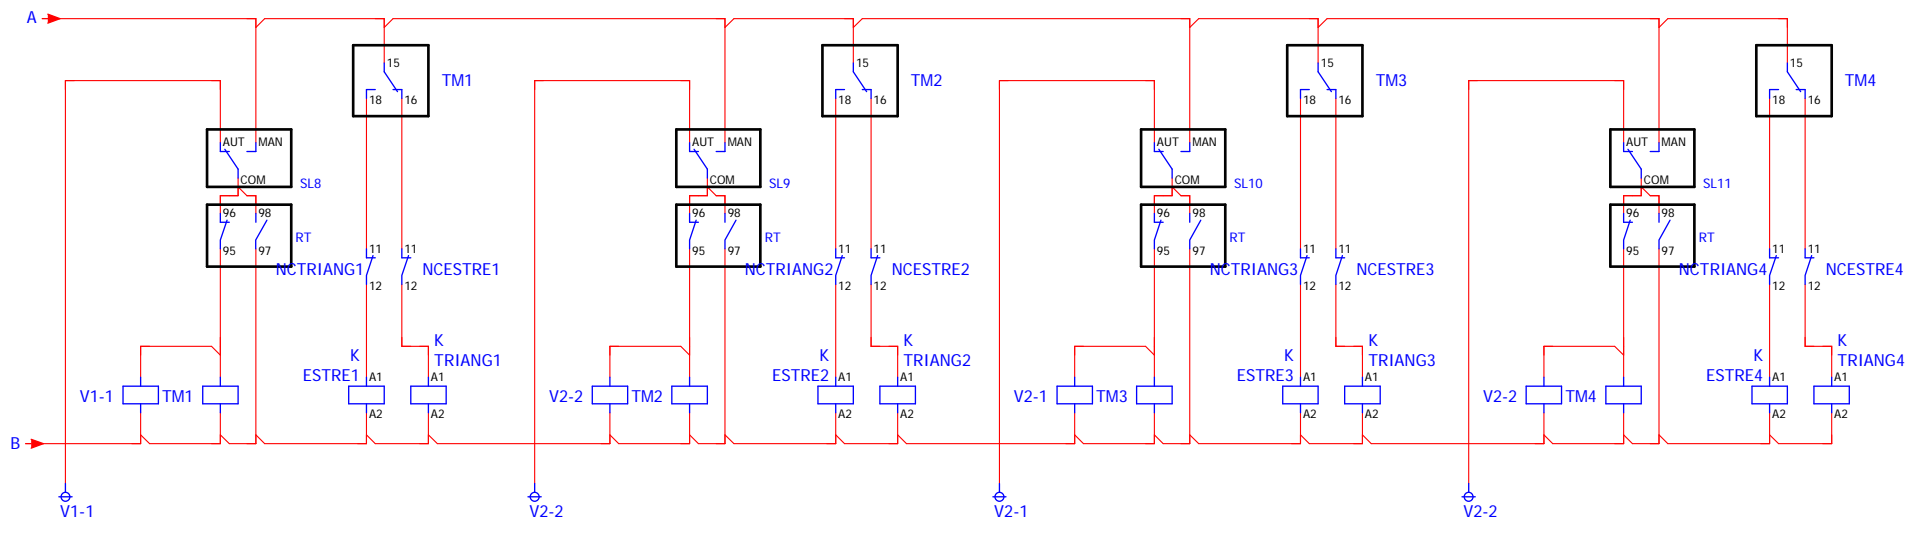 A
15
18
16
TM1
15
18
16
TM2
15
18
16
TM3
15
18
16
TM4
AUT MAN
COM
SL8
AUT MAN
COM
SL9
AUT MAN
COM
SL10
AUT MAN
COM
SL11
96
98
95
97
RT
96
98
95
97
RT
96
98
95
97
RT
96
98
95
97
RT
NCTRIANG1
11
12
11
12
NCESTRE1
NCTRIANG2
11
12
11
12
NCESTRE2
NCTRIANG3
11
12
11
12
NCESTRE3
NCTRIANG4
11
12
11
12
NCESTRE4
V1-1
TM1
K
ESTRE1
A1
A2
K
TRIANG1
A1
A2
V2-2
TM2
K
ESTRE2
A1
A2
K
TRIANG2
A1
A2
V2-1
TM3
K
ESTRE3
A1
A2
K
TRIANG3
A1
A2
V2-2
TM4
K
ESTRE4
A1
A2
K
TRIANG4
A1
A2
B
V1-1
V2-2
V2-1
V2-2